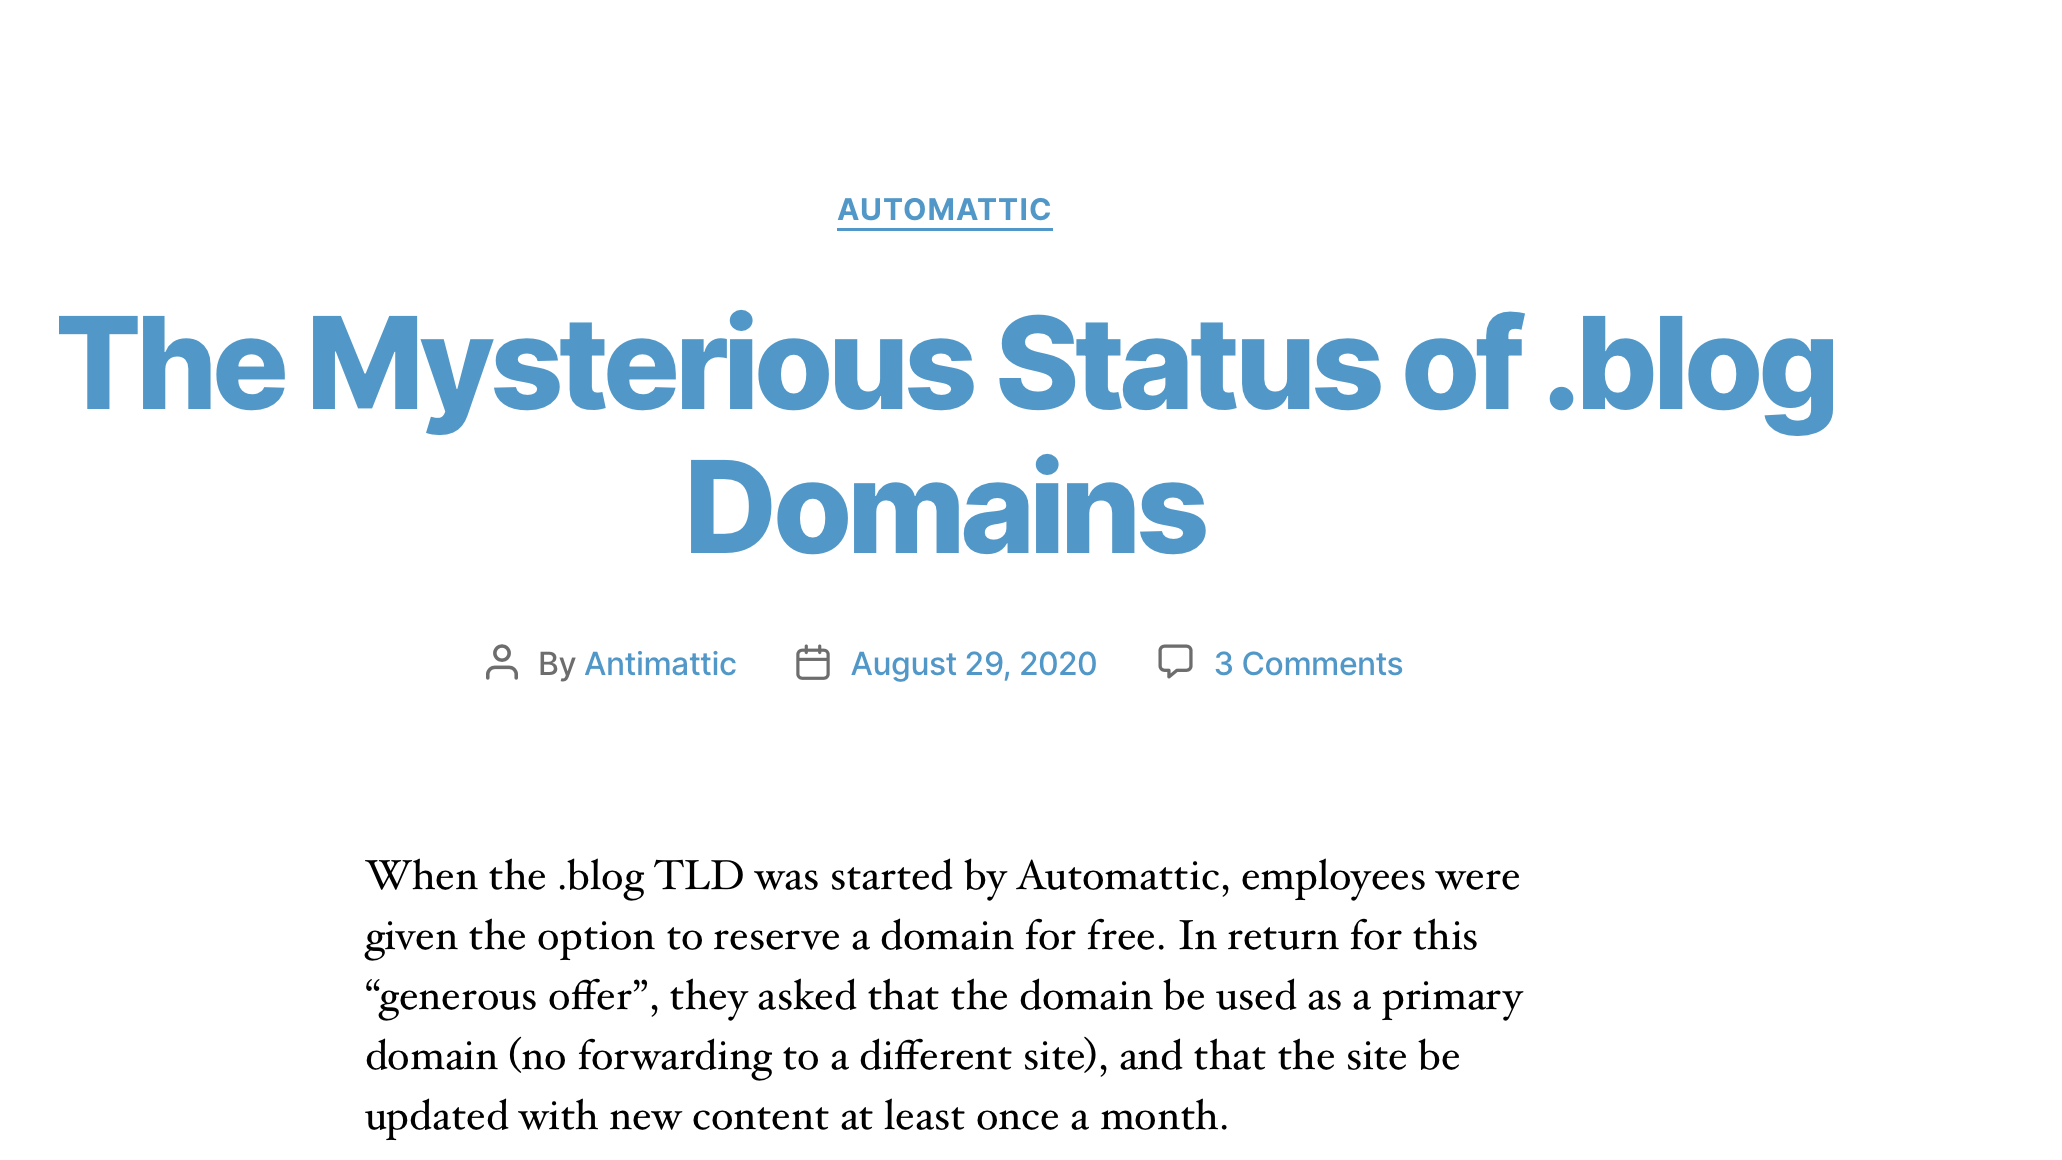 AUTOMATTIC
The Mysterious Status of .blog
Domains
By Antimattic August 29, 2020 3 Comments
When the .blog TLD was started by Automattic, employees were
given the option to reserve a domain for free. In return for this
“generous offer”, they asked that the domain be used as a primary
domain (no forwarding to a different site), and that the site be
updated with new content at least once a month.